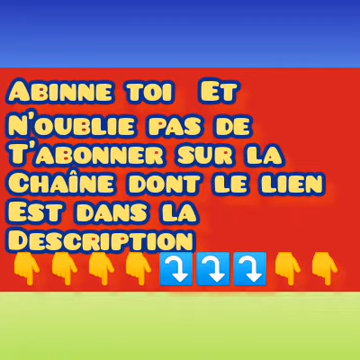 Abinne toi Et
N'oublie pas de
T'abonner sur la
Chaîne dont le lien
Est dans la
Description
👇👇👇👇⤵️⤵️⤵️👇👇